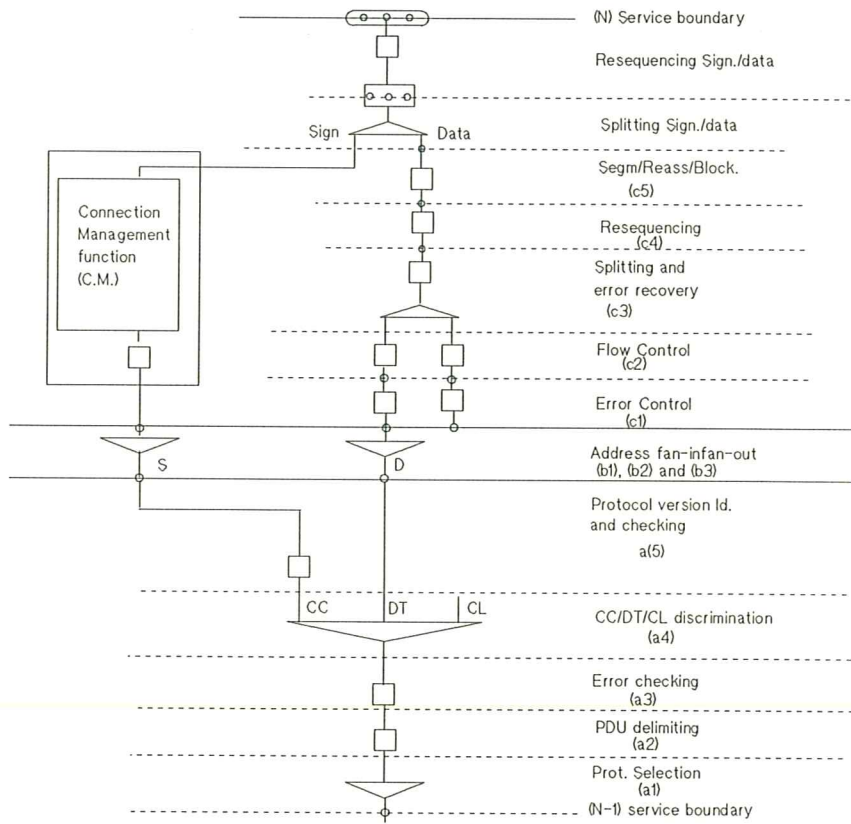 (N) Service boundary
Resequencing Sign./data
Splitting Sign./data
Sign
Data
Segm/Reass/Block.
(c5)
Connection
Management
function
(C.M.)
Resequencing
(c4)
Splitting and
error recovery
(c3)
Flow Control
(c2)
Error Control
(c1)
Address fan-infan-out
(b1), (b2) and (b3)
S
D
Protocol version Id.
and checking
a(5)
CC
DT
CL
CC/DT/CL discrimination
(a4)
Error checking
(a3)
PDU delimiting
(a2)
Prot. Selection
(a1)
(N-1) service boundary